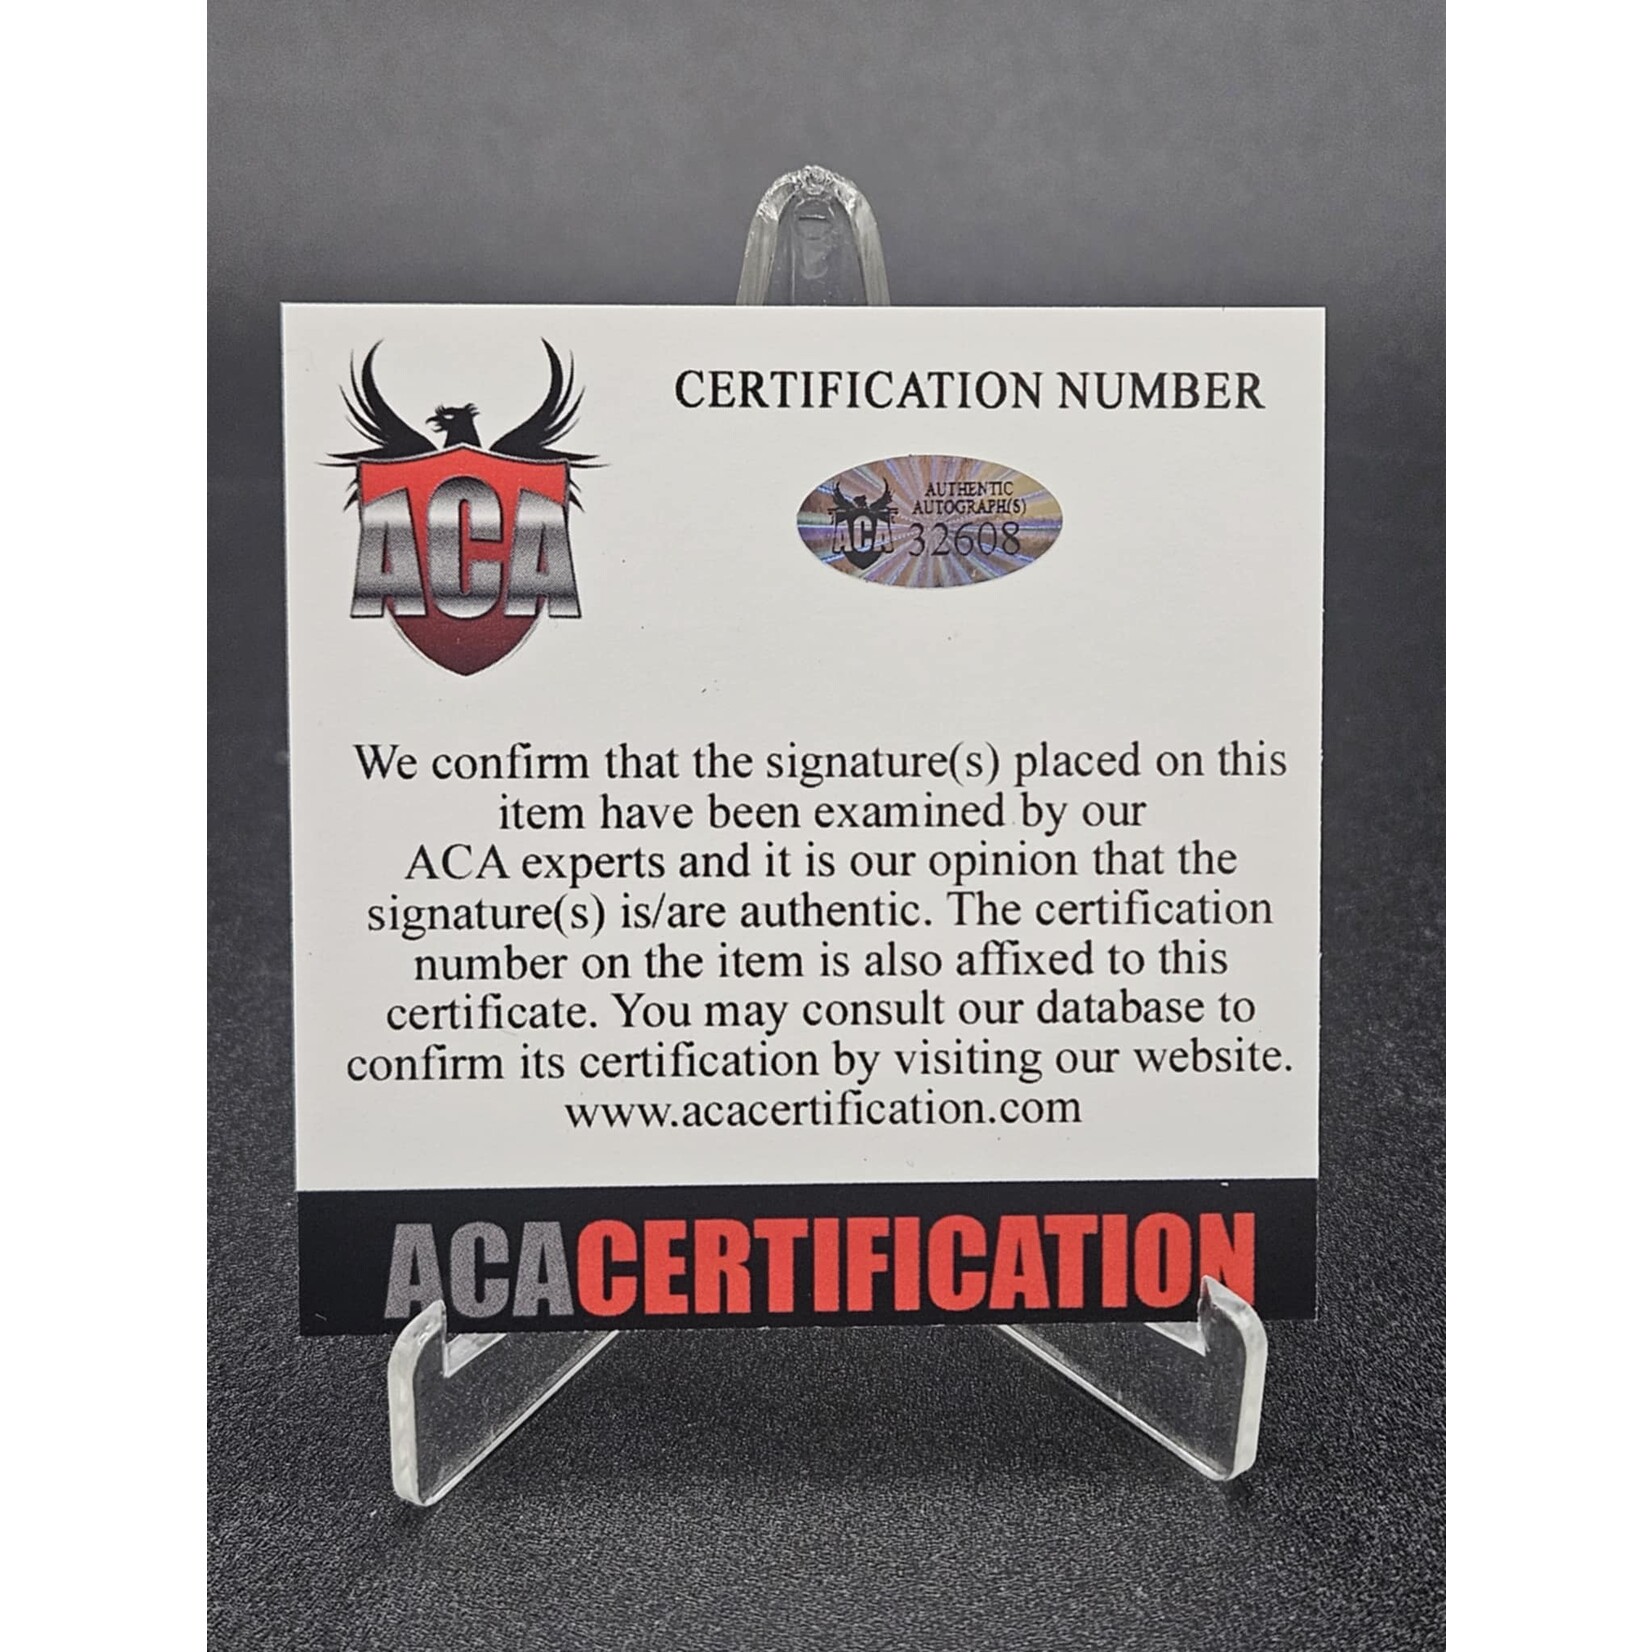 ACA
CERTIFICATION NUMBER
AUTHENTIC
AUTOGRAPH(S)
ACA 32608
We confirm that the signature(s) placed on this
item have been examined by our
ACA experts and it is our opinion that the
signature(s) is/are authentic. The certification
number on the item is also affixed to this
certificate. You may consult our database to
confirm its certification by visiting our website.
www.acacertification.com
ACACERTIFICATION